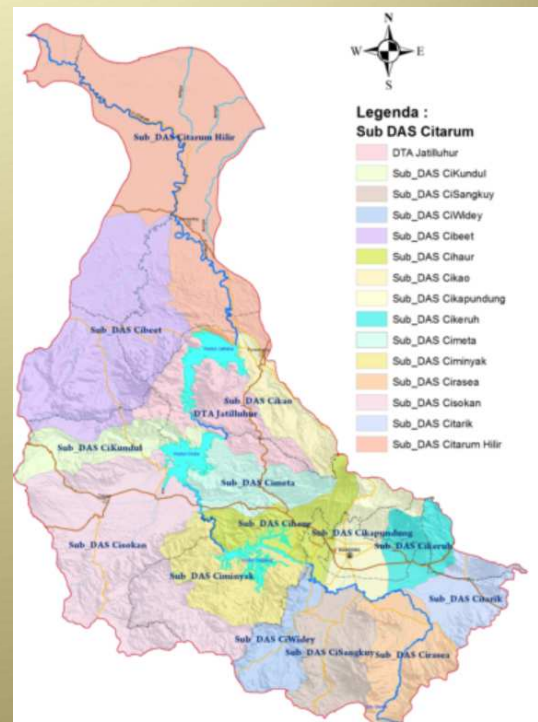 N
W E
S
Legenda :
Sub DAS Citarum
DTA Jatilluhur
Sub_DAS CiKundul
Sub_DAS CiSangkuy
Sub_DAS CiWidey
Sub_DAS Cibeet
Sub_DAS Cihaur
Sub_DAS Cikao
Sub_DAS Cikapundung
Sub_DAS Cikeruh
Sub_DAS Cimeta
Sub_DAS Ciminyak
Sub_DAS Cirasea
Sub_DAS Cisokan
Sub_DAS Citarik
Sub_DAS Citarum Hilir
Sub_DAS Citarum Hilir
Sub_DAS Cibeet
Sub_DAS Cikao
DTA Jatilluhur
Sub_DAS CiKundul
Sub_DAS Cimeta
Sub_DAS Cihaur
Sub_DAS Cikapundung
Sub_DAS Cikeruh
Sub_DAS Cisokan
Sub_DAS Ciminyak
Sub_DAS Citarik
Sub_DAS CiWidey
Sub_DAS CiSangkuy
Sub_DAS Cirasea